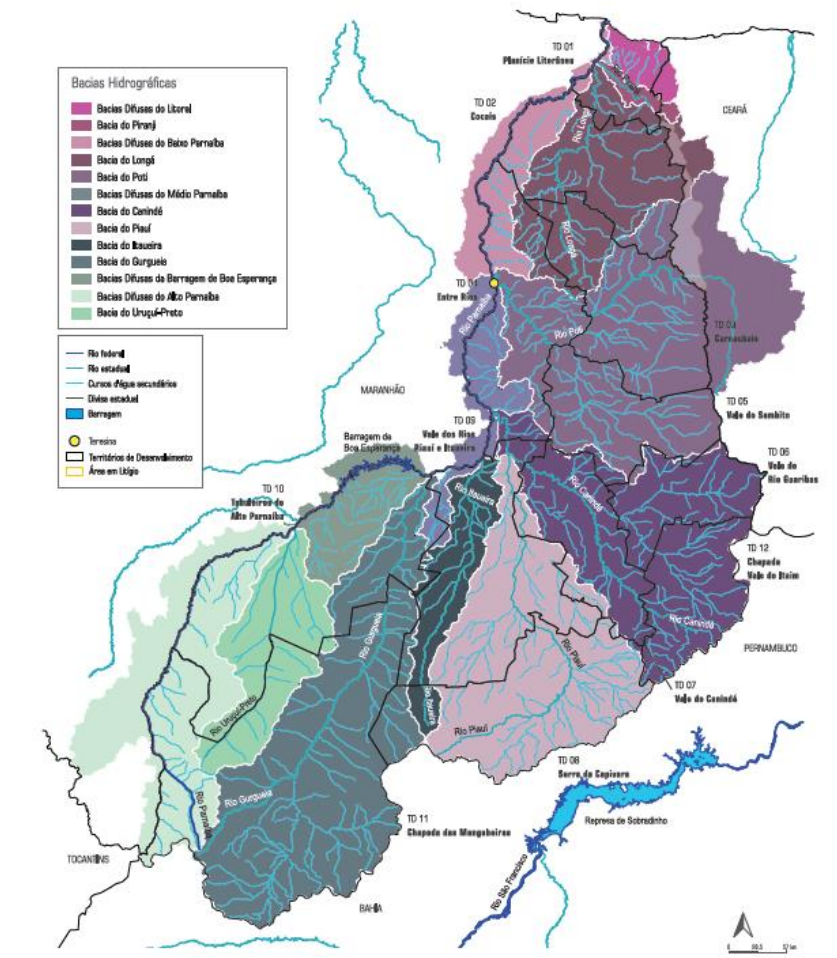 Bacias Hidrográficas
Bacias Difusas do Litoral
Bacia do Piranji
Bacias Difusas do Baixo Parnaíba
Bacia do Longá
Bacia do Poti
Bacias Difusas do Médio Parnaíba
Bacia do Canindé
Bacia do Piauí
Bacia do Itaueira
Bacia do Gurgueia
Bacias Difusas da Barragem de Boa Esperança
Bacias Difusas do Alto Parnaíba
Bacia do Uruçuí-Preto
Rio federal
Rio estadual
Cursos d'água secundários
Divisa estadual
Barragem
Teresina
Territórios de Desenvolvimento
Área em Litígio
TD 01
Planície Litorânea
TD 02
Cocais
CEARÁ
Rio Longá
Rio Longá
TD 04
Entre Rios
Rio Parnaíba
Rio Poti
TD 03
Carnaubais
MARANHÃO
TD 05
Vale do Sambito
TD 09
Vale dos Rios
Piauí e Itaueira
Barragem de
Boa Esperança
TD 06
Vale do
Rio Guaribas
TD 10
Tabuleiros do
Alto Parnaíba
Rio Itaueira
Rio Canindé
TD 12
Chapada
Vale do Itaim
Rio Canindé
Rio Gurgueia
Rio Piauí
PERNAMBUCO
TD 07
Vale do Canindé
Rio Uruçuí-Preto
Rio Itaueira
Rio Piauí
TD 08
Serra da Capivara
Rio Gurgueia
Rio Parnaíba
TD 11
Chapada das Mangabeiras
Represa de Sobradinho
TOCANTINS
Rio São Francisco
BAHIA